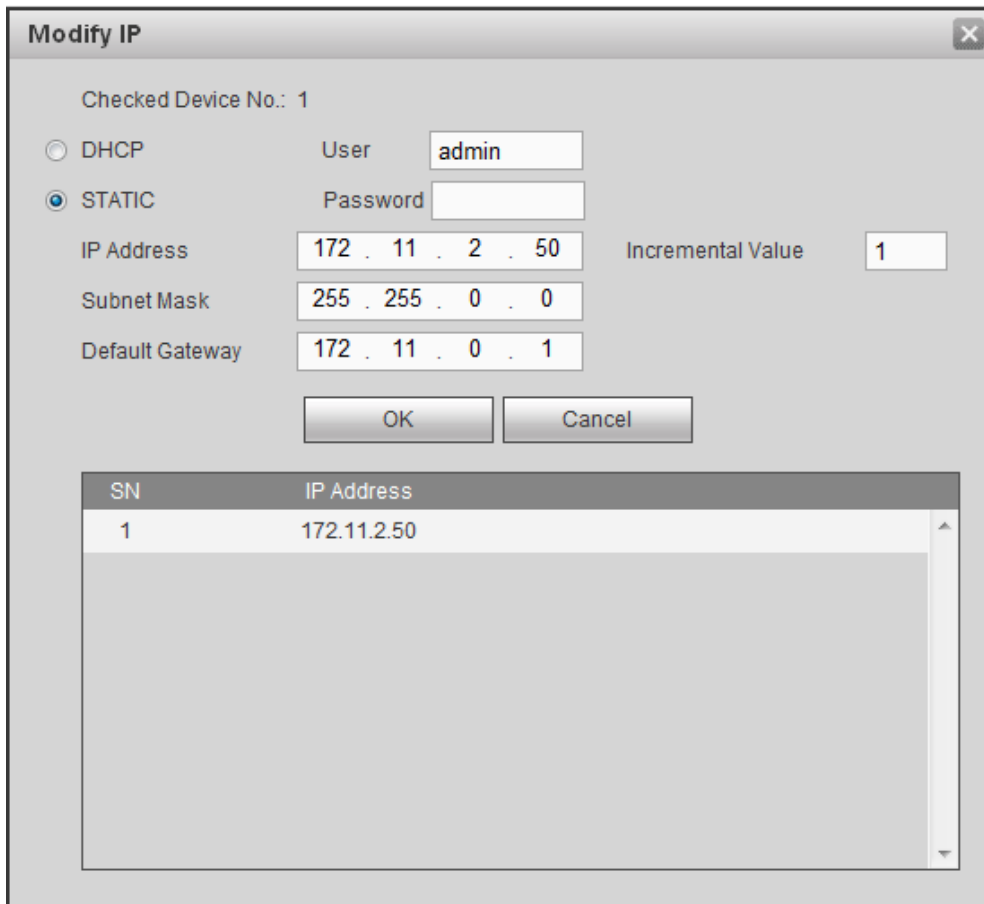 Modify IP
Checked Device No.: 1
DHCP User admin
STATIC Password
IP Address 172 . 11 . 2 . 50 Incremental Value 1
Subnet Mask 255 . 255 . 0 . 0
Default Gateway 172 . 11 . 0 . 1
OK Cancel
SN IP Address
1 172.11.2.50